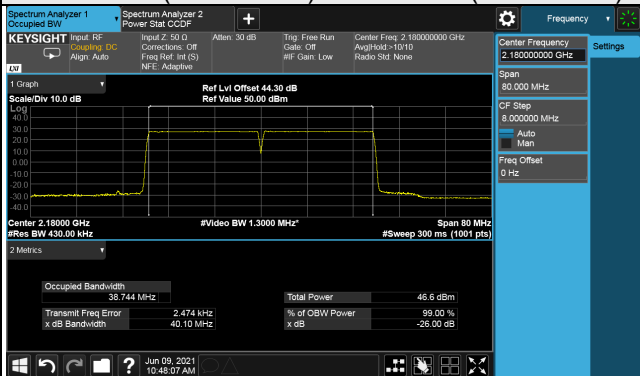 Spectrum Analyzer 1
Occupied BW
Spectrum Analyzer 2
Power Stat CCDF
+
Frequency
KEYSIGHT
Input: RF
Coupling: DC
Align: Auto
Input Z: 50 Ω
Corrections: Off
Freq Ref: Int (S)
NFE: Adaptive
Atten: 30 dB
Trig: Free Run
Gate: Off
#IF Gain: Low
Center Freq: 2.180000000 GHz
Avg|Hold:>10/10
Radio Std: None
LXI
Center Frequency
2.180000000 GHz
Settings
Span
80.000 MHz
CF Step
8.000000 MHz
Auto
Man
Freq Offset
0 Hz
1 Graph
Scale/Div 10.0 dB
Ref Lvl Offset 44.30 dB
Ref Value 50.00 dBm
Log
40.0
30.0
20.0
10.0
0.00
-10.0
-20.0
-30.0
-40.0
Center 2.18000 GHz
#Res BW 430.00 kHz
#Video BW 1.3000 MHz*
Span 80 MHz
#Sweep 300 ms (1001 pts)
2 Metrics
Occupied Bandwidth
38.744 MHz
Total Power 46.6 dBm
Transmit Freq Error 2.474 kHz
% of OBW Power 99.00 %
x dB Bandwidth 40.10 MHz
x dB -26.00 dB
?
Jun 09, 2021
10:48:07 AM